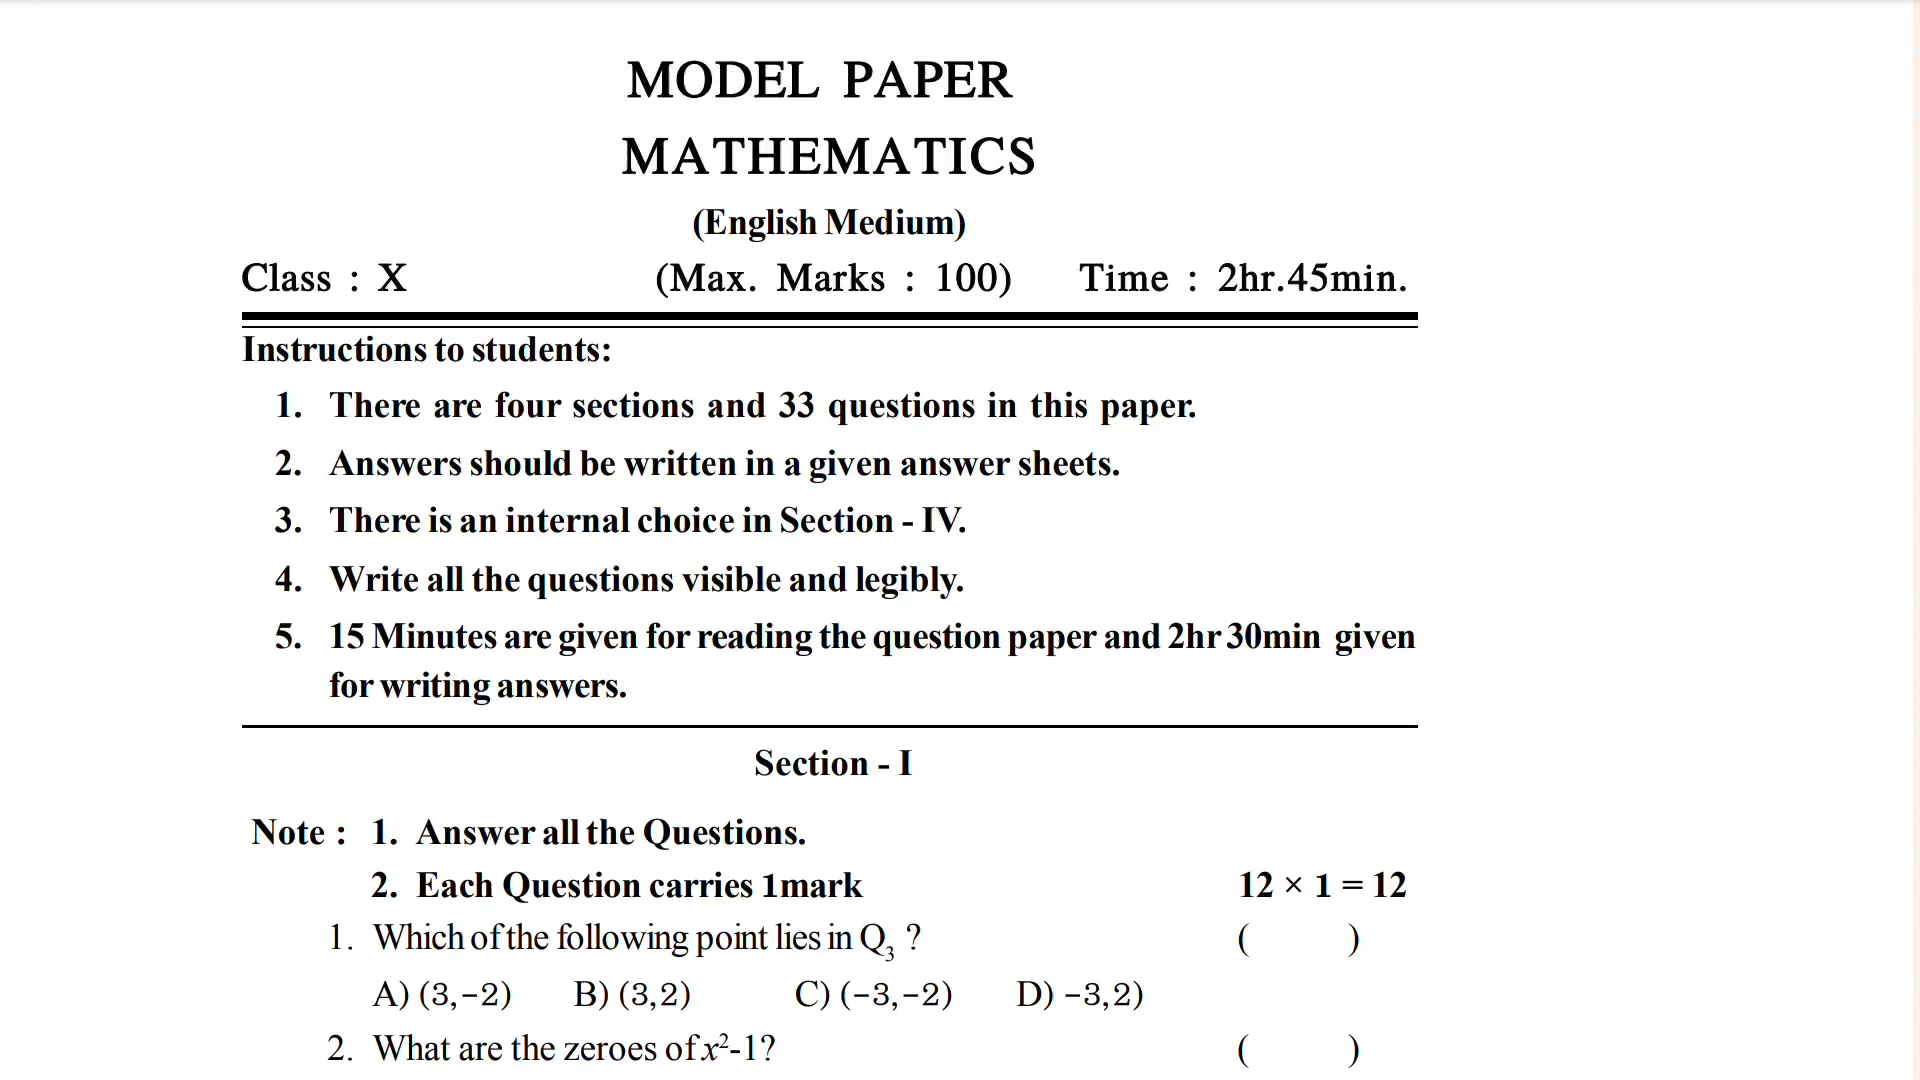 MODEL PAPER
MATHEMATICS
(English Medium)
Class : X (Max. Marks : 100) Time : 2hr.45min.
Instructions to students:
1. There are four sections and 33 questions in this paper.
2. Answers should be written in a given answer sheets.
3. There is an internal choice in Section - IV.
4. Write all the questions visible and legibly.
5. 15 Minutes are given for reading the question paper and 2hr 30min given
for writing answers.
Section - I
Note : 1. Answer all the Questions.
2. Each Question carries 1mark 12 × 1 = 12
1. Which of the following point lies in Q₃ ? ( )
A) (3,−2) B) (3,2) C) (−3,−2) D) −3,2)
2. What are the zeroes of x²-1? ( )